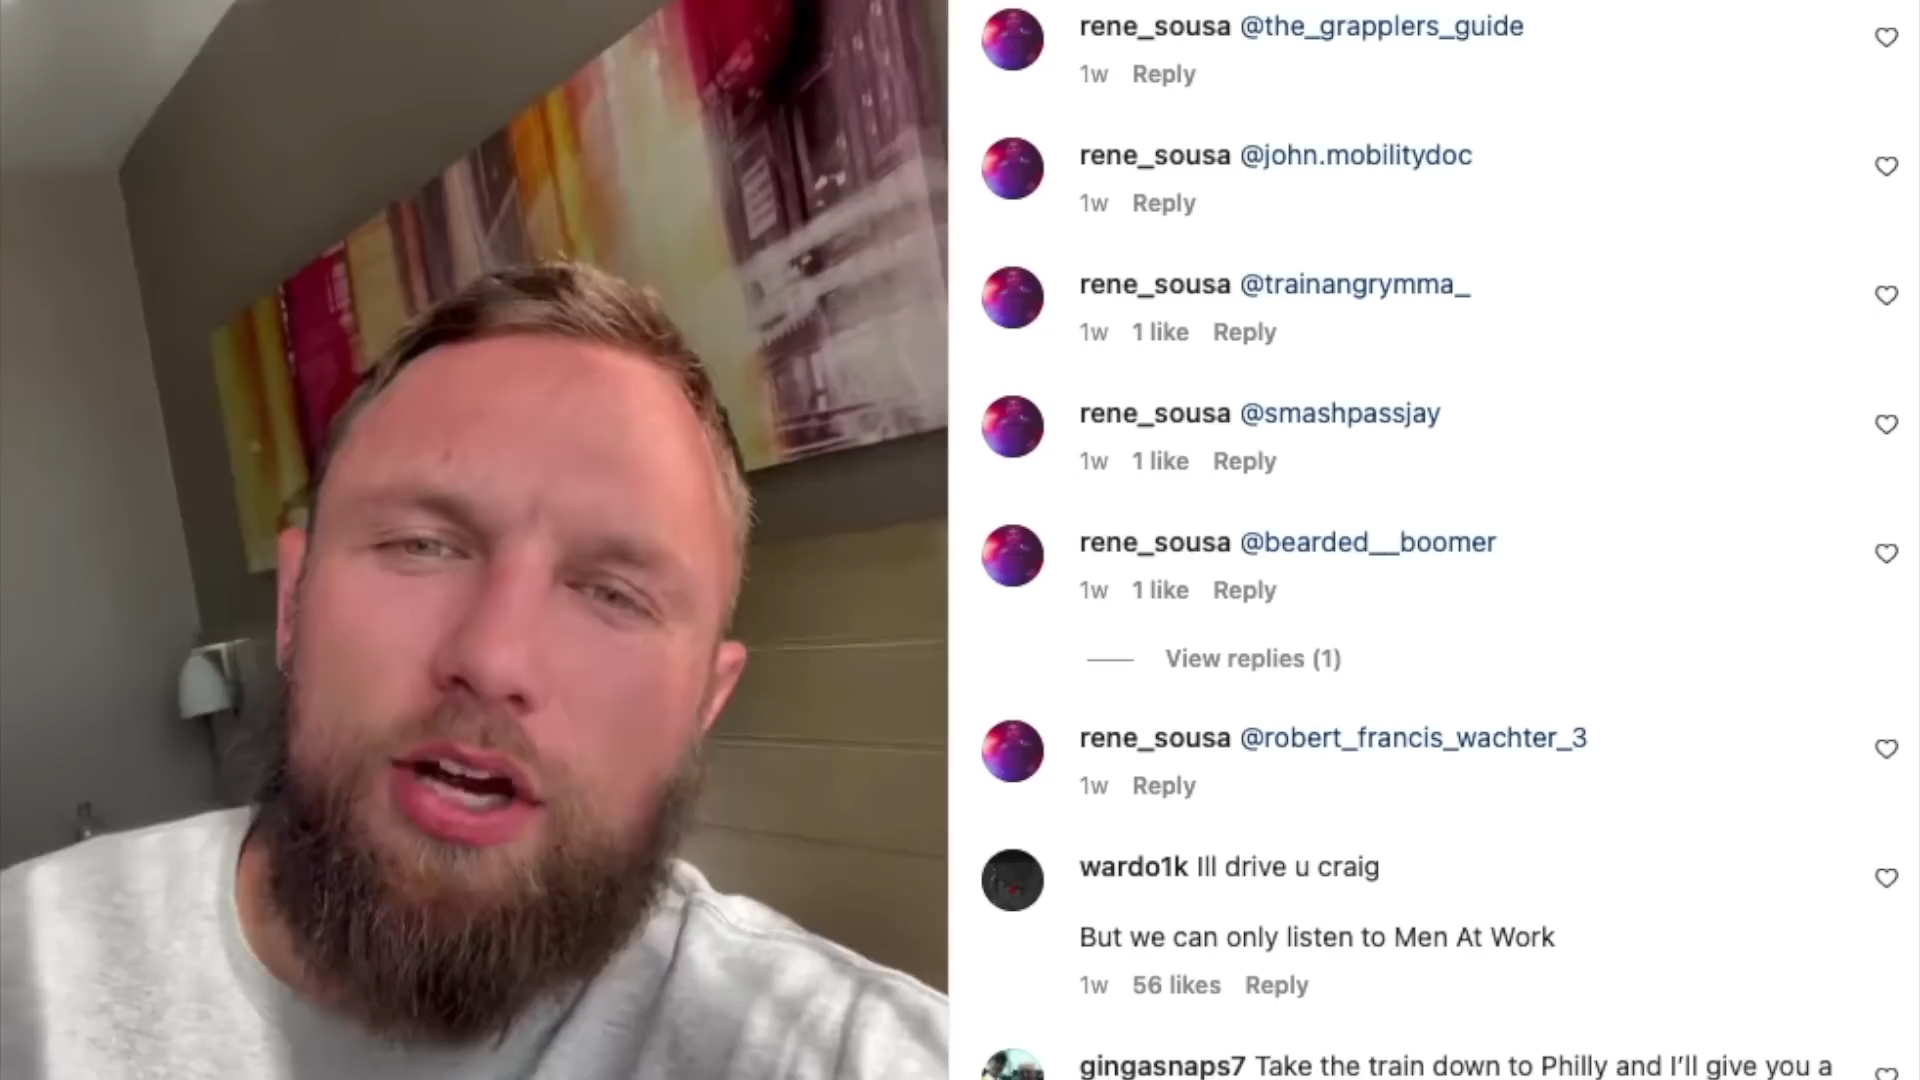 rene_sousa @the_grapplers_guide
1w Reply
rene_sousa @john.mobilitydoc
1w Reply
rene_sousa @trainangrymma_
1w 1 like Reply
rene_sousa @smashpassjay
1w 1 like Reply
rene_sousa @bearded__boomer
1w 1 like Reply
View replies (1)
rene_sousa @robert_francis_wachter_3
1w Reply
wardo1k Ill drive u craig
But we can only listen to Men At Work
1w 56 likes Reply
gingasnaps7 Take the train down to Philly and I’ll give you a